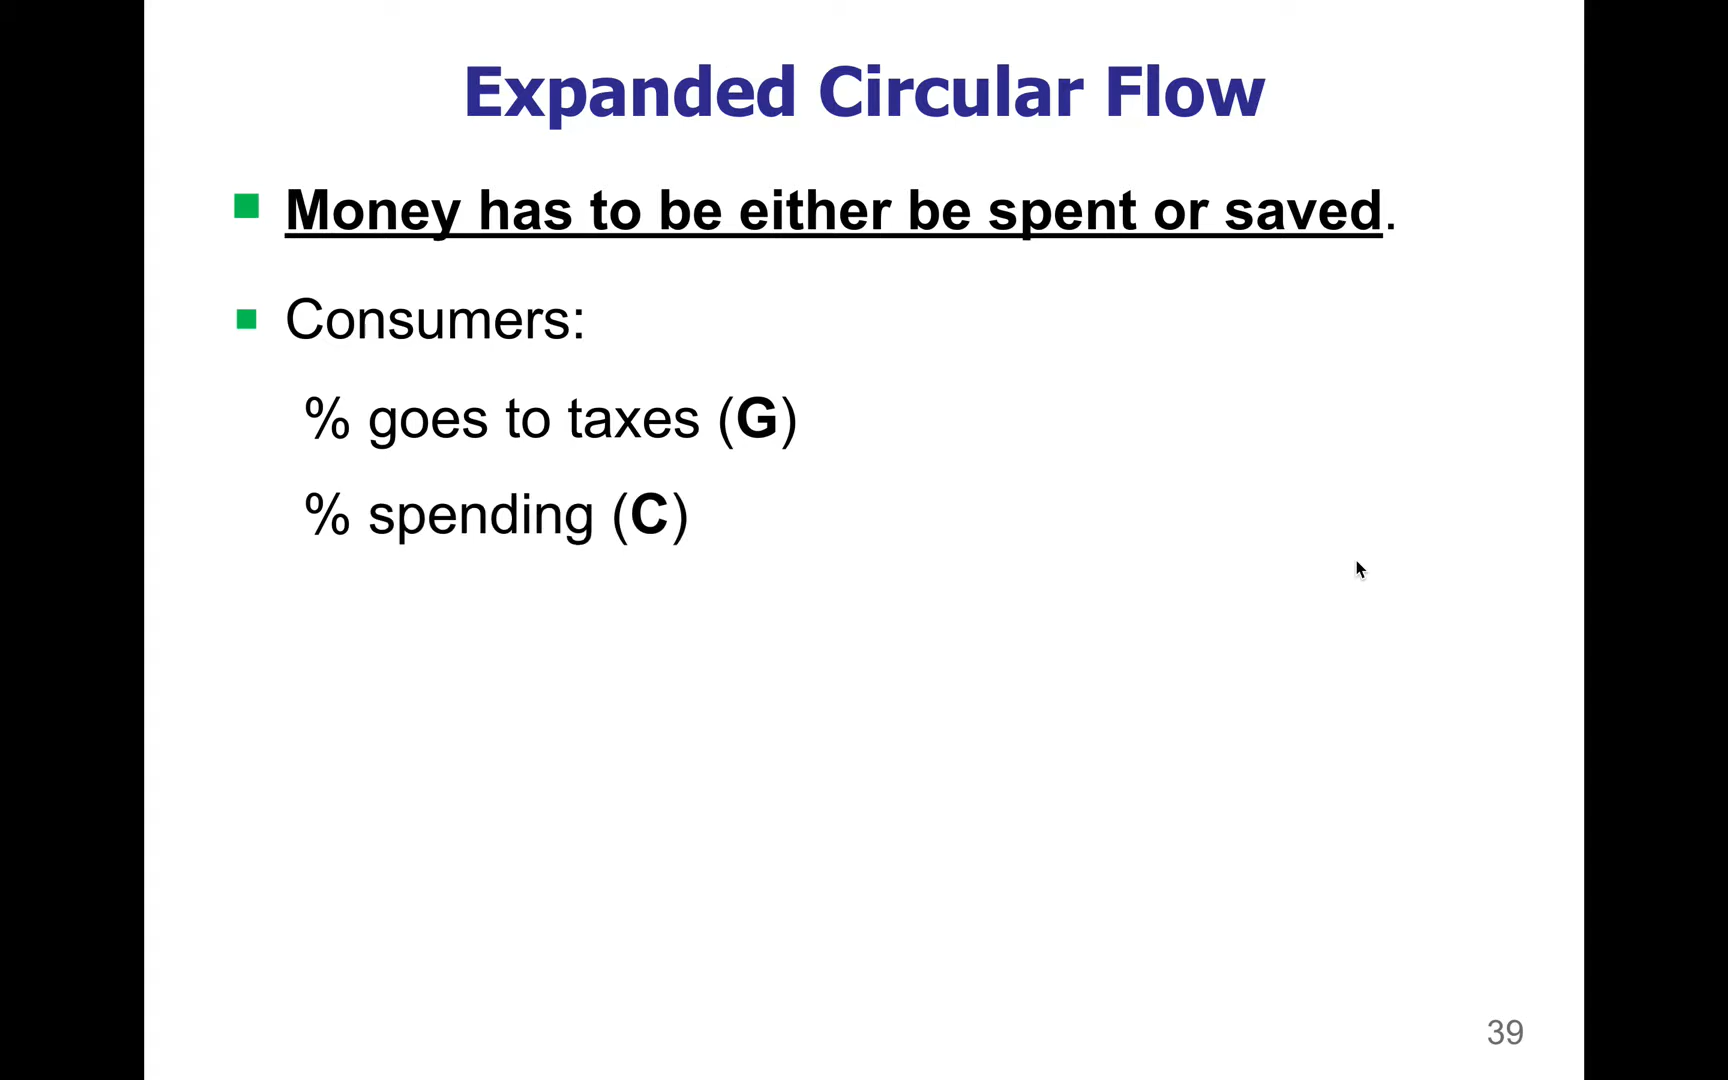 Expanded Circular Flow
Money has to be either be spent or saved.
Consumers:
% goes to taxes (G)
% spending (C)
39